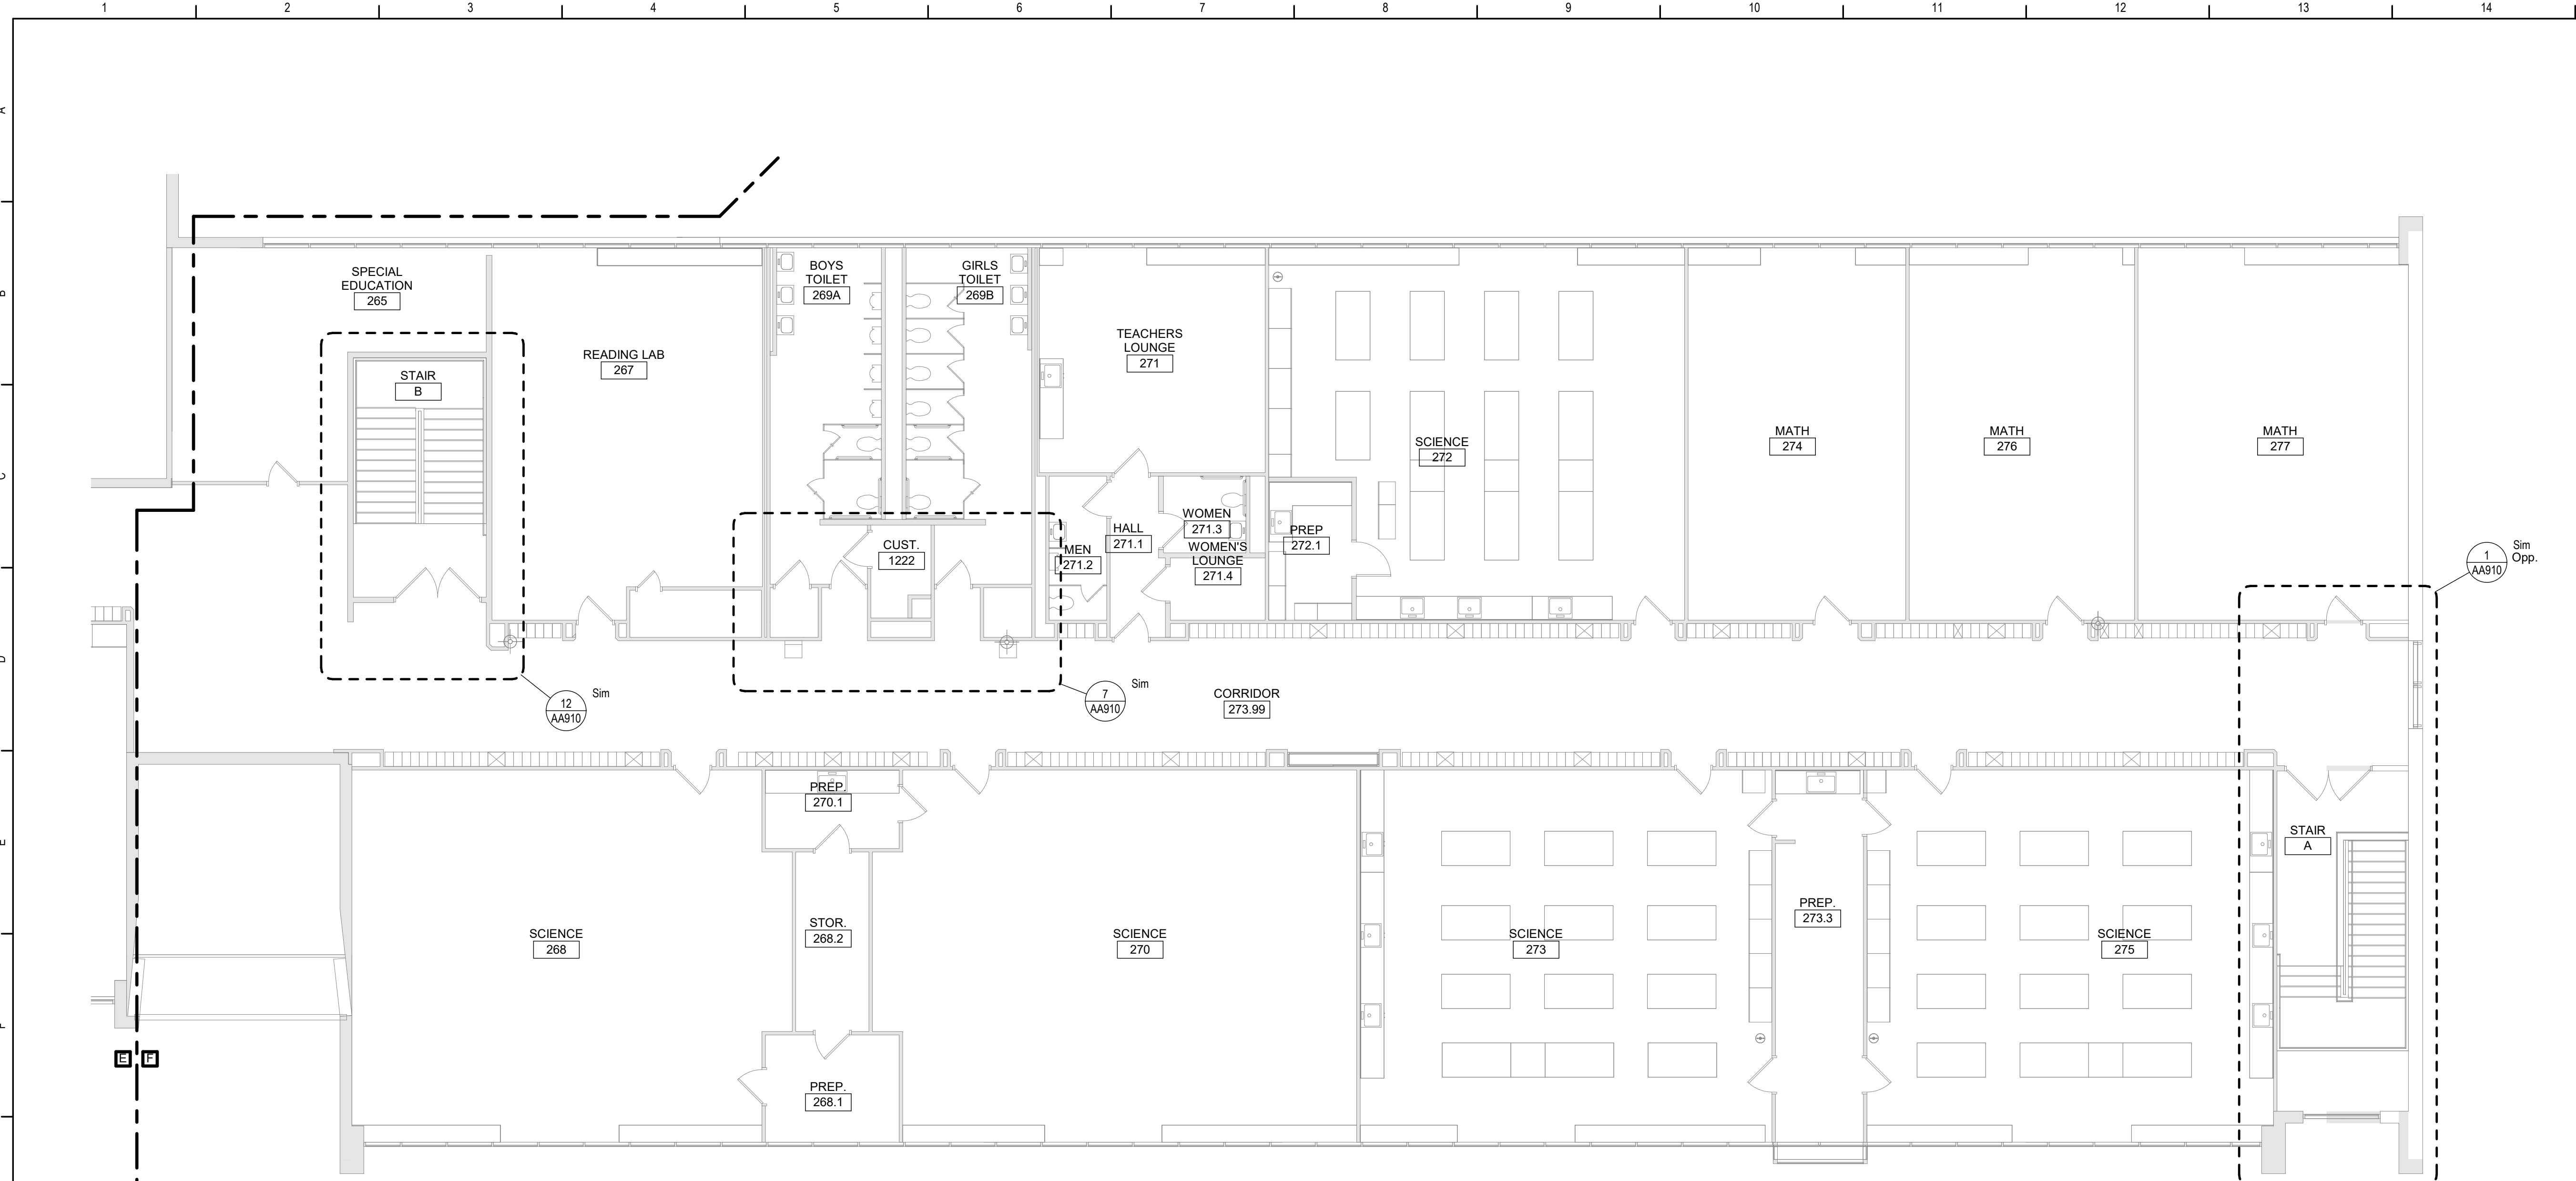 1 2 3 4 5 6 7 8 9 10 11 12 13 14
A
B
C
D
E
F
SPECIAL
EDUCATION
265
STAIR
B
READING LAB
267
BOYS
TOILET
269A
GIRLS
TOILET
269B
TEACHERS
LOUNGE
271
SCIENCE
272
MATH
274
MATH
276
MATH
277
CUST.
1222
MEN
271.2
HALL
271.1
WOMEN
271.3
WOMEN'S
LOUNGE
271.4
PREP
272.1
1
AA910
Sim
Opp.
12
AA910
Sim
7
AA910
Sim
CORRIDOR
273.99
PREP.
270.1
STAIR
A
STOR.
268.2
SCIENCE
268
SCIENCE
270
SCIENCE
273
PREP.
273.3
SCIENCE
275
PREP.
268.1
E F